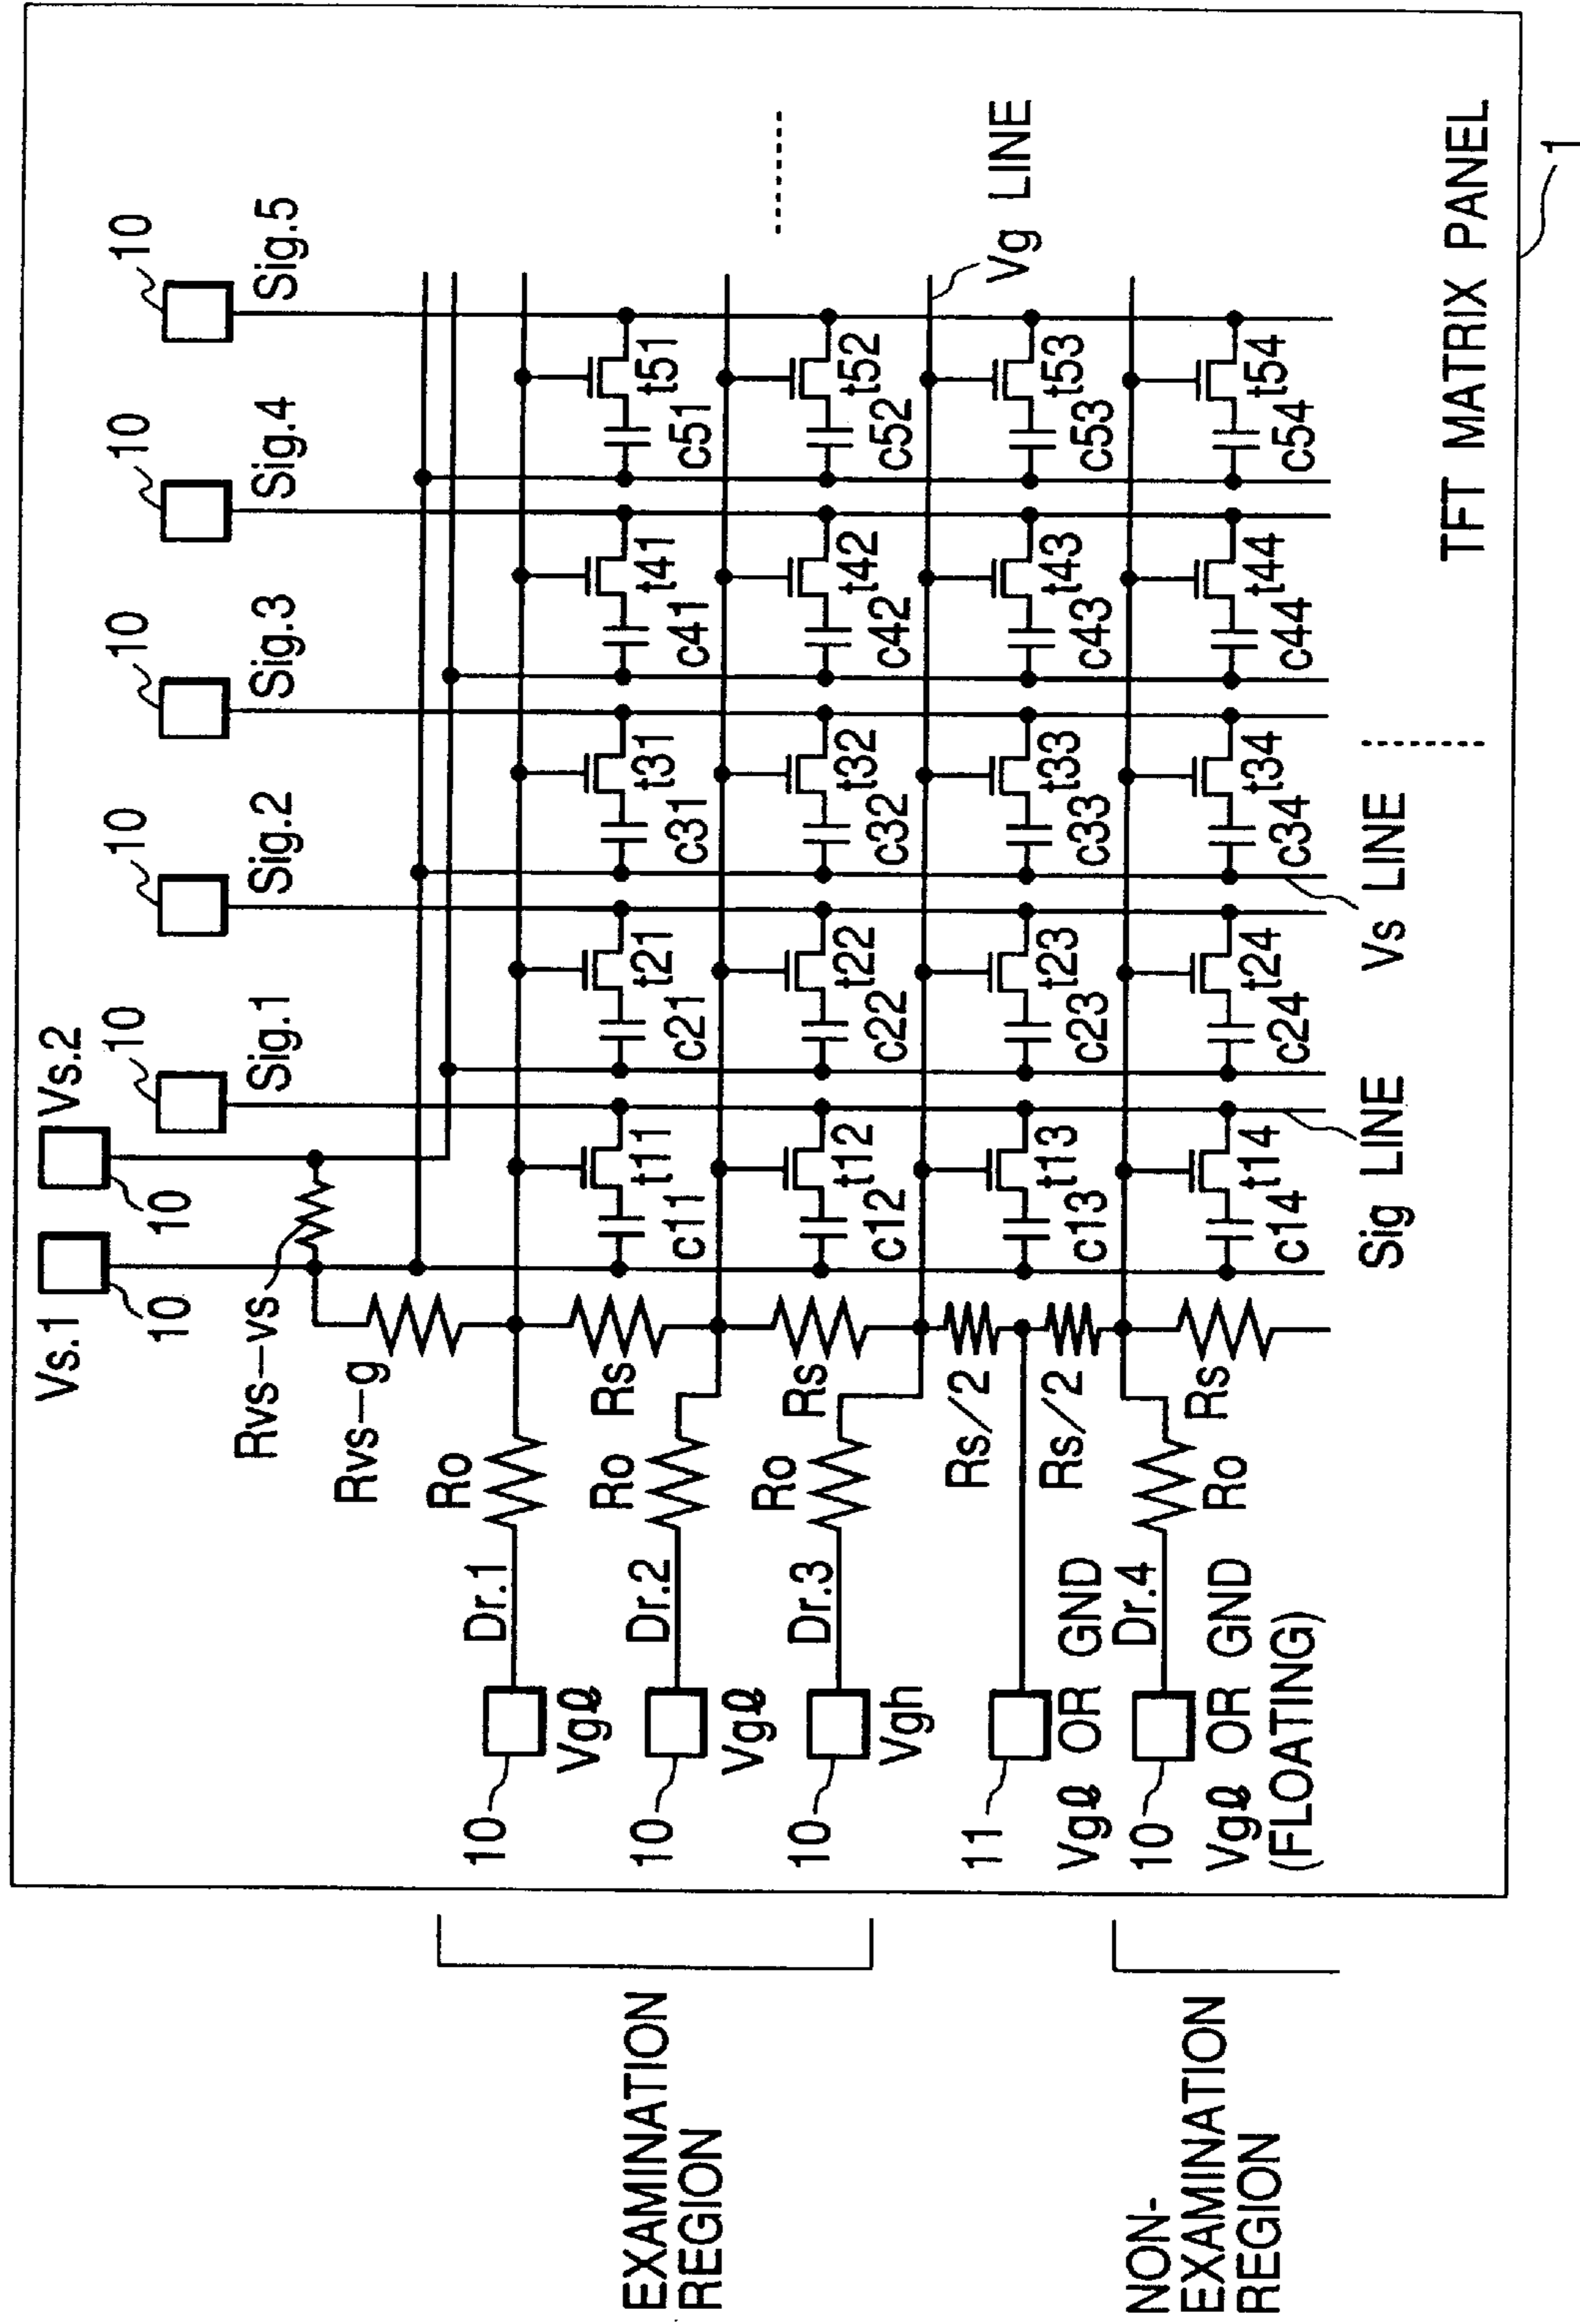 Vs.1
Vs.2
10
10
10
10
10
10
10
Sig.1
Sig.2
Sig.3
Sig.4
Sig.5
Rvs-vs
Rvs-g
EXAMINATION
REGION
10
Vgℓ
Dr.1
Ro
c11
t11
c21
t21
c31
t31
c41
t41
c51
t51
Rs
10
Vgℓ
Dr.2
Ro
c12
t12
c22
t22
c32
t32
c42
t42
c52
t52
Rs
10
Vgh
Dr.3
Ro
Vg LINE
c13
t13
c23
t23
c33
t33
c43
t43
c53
t53
Rs/2
11
Vgℓ OR GND
Rs/2
NON-
EXAMINATION
REGION
10
Vgℓ OR GND
(FLOATING)
Dr.4
Ro
Rs
c14
t14
c24
t24
c34
t34
c44
t44
c54
t54
Sig LINE
Vs LINE
TFT MATRIX PANEL
1